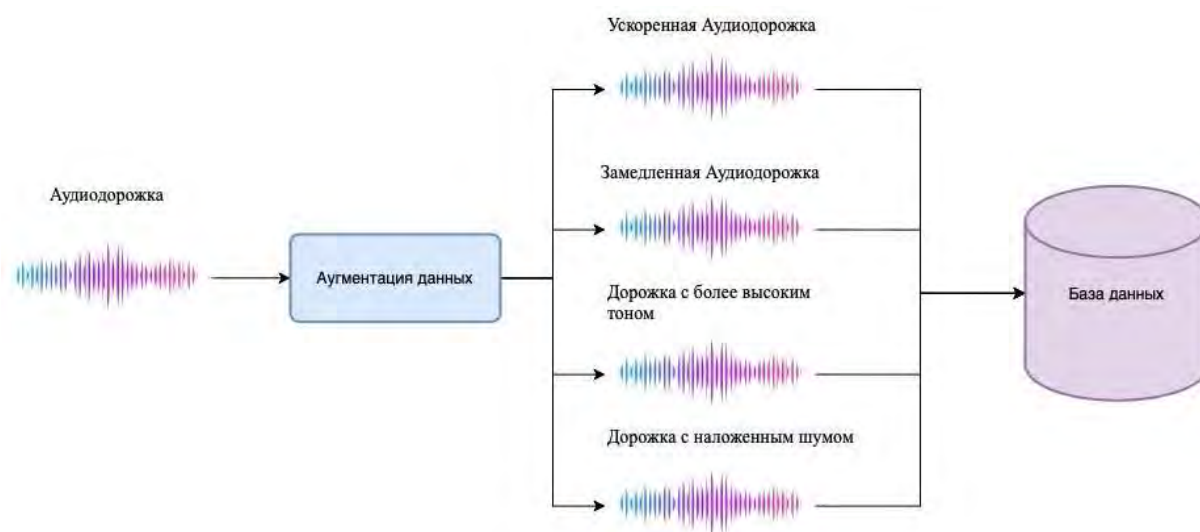 Ускоренная Аудиодорожка
Замедленная Аудиодорожка
Аудиодорожка
Аугментация данных
Дорожка с более высоким
тоном
База данных
Дорожка с наложенным шумом